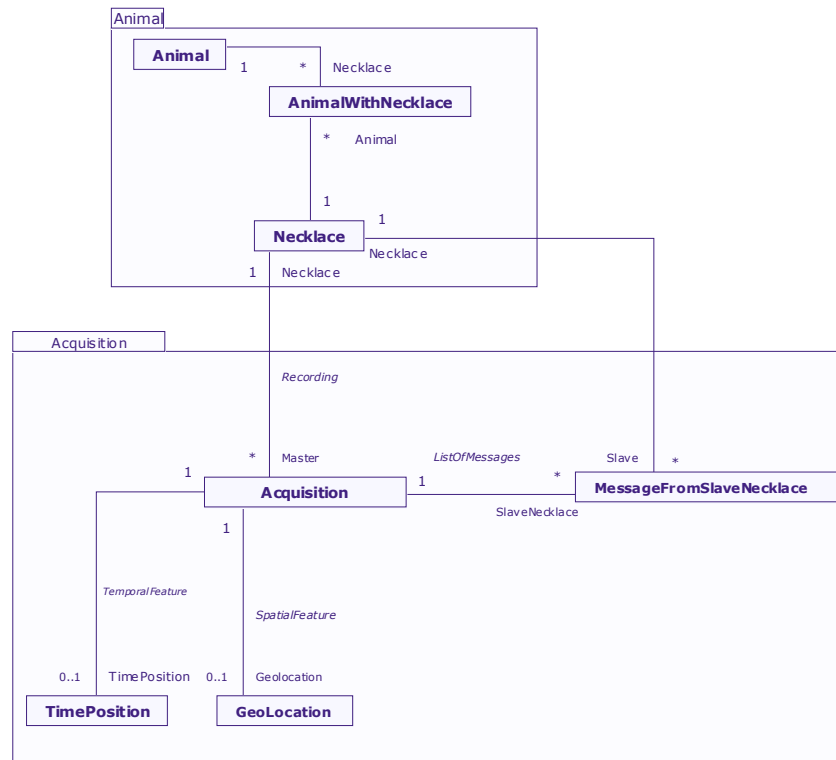 Animal
Animal
1
*
Necklace
AnimalWithNecklace
*
Animal
1
1
Necklace
Necklace
1
Necklace
Acquisition
Recording
*
Master
ListOfMessages
Slave
*
1
1
*
Acquisition
MessageFromSlaveNecklace
SlaveNecklace
1
TemporalFeature
SpatialFeature
0..1
TimePosition
0..1
Geolocation
TimePosition
GeoLocation